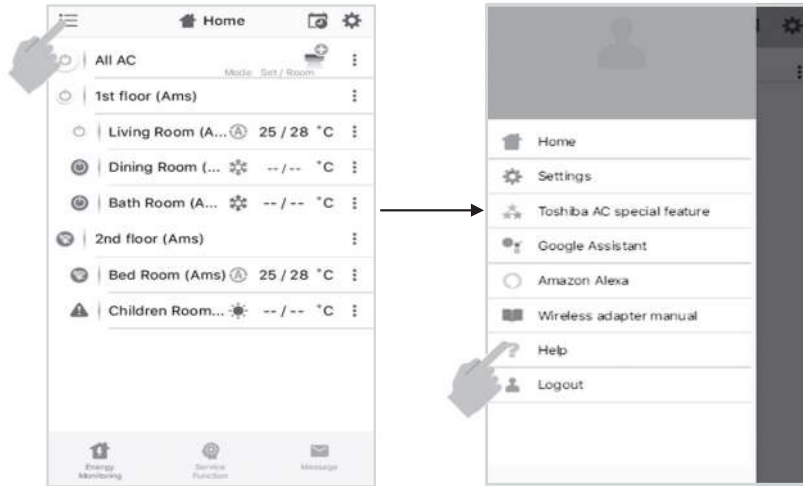 Home
All AC
Mode Set / Room
1st floor (Ams)
Living Room (A... A 25 / 28 °C
Dining Room (... -- / -- °C
Bath Room (A... -- / -- °C
2nd floor (Ams)
Bed Room (Ams) A 25 / 28 °C
Children Room... -- / -- °C
Energy Monitoring
Service Function
Message
Home
Settings
Toshiba AC special feature
Google Assistant
Amazon Alexa
Wireless adapter manual
Help
Logout